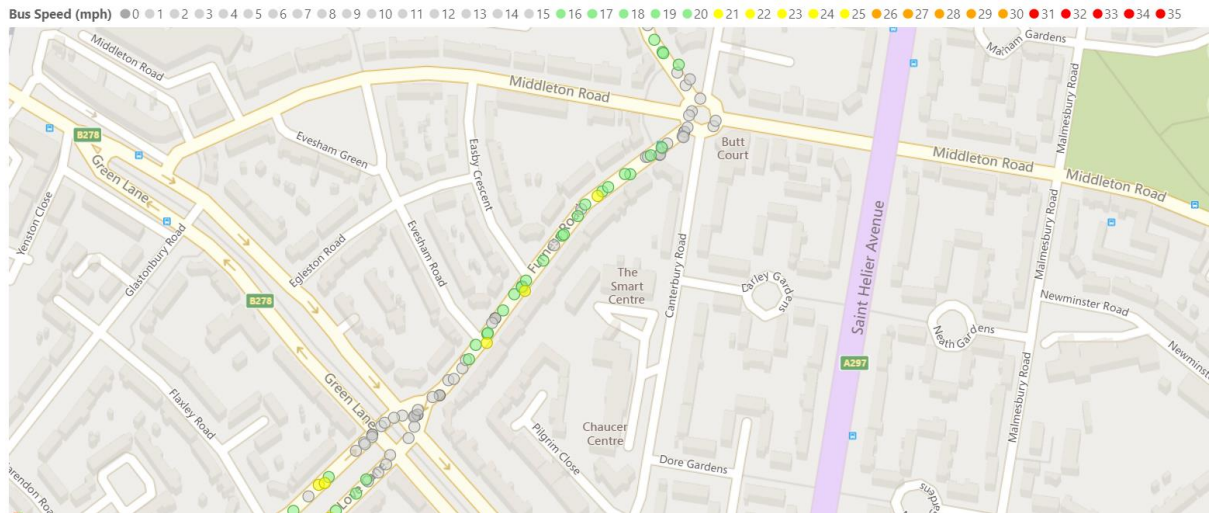 Bus Speed (mph) 0 1 2 3 4 5 6 7 8 9 10 11 12 13 14 15 16 17 18 19 20 21 22 23 24 25 26 27 28 29 30 31 32 33 34 35
Middleton Road
Gardens
Middleton Road
B278
Green Lane
Evesham Green
Easby Crescent
Butt
Court
Malmesbury Road
Middleton Road
Middleton Road
Yenston Close
Glastonbury Road
Egleston Road
Evesham Road
Canterbury Road
Saint Helier Avenue
Malmesbury Road
The
Smart
Centre
B278
Newminster Road
Neath Gardens
A297
Green Lane
Flaxley Road
Chaucer
Centre
Pilgrim Close
Dore Gardens
Malmesbury Road